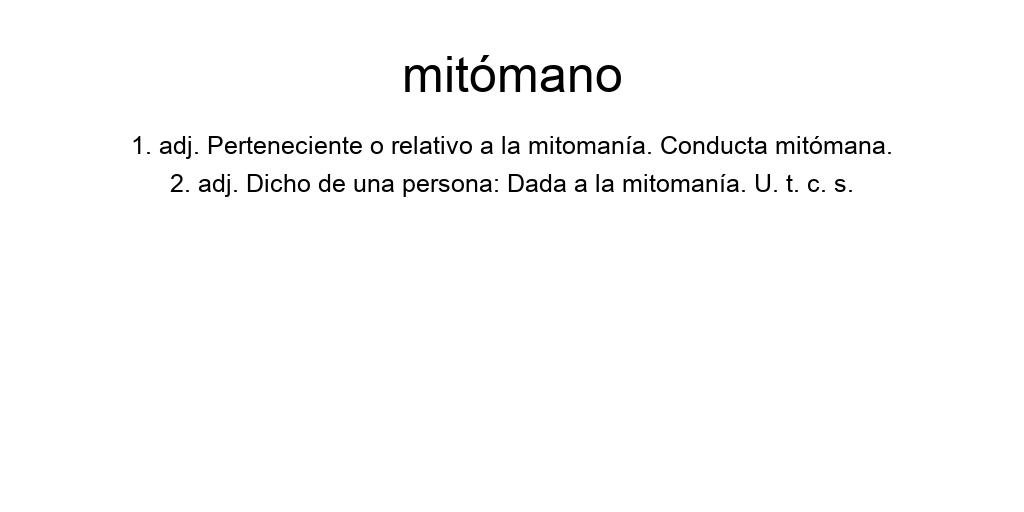 mitómano
1. adj. Perteneciente o relativo a la mitomanía. Conducta mitómana.
2. adj. Dicho de una persona: Dada a la mitomanía. U. t. c. s.